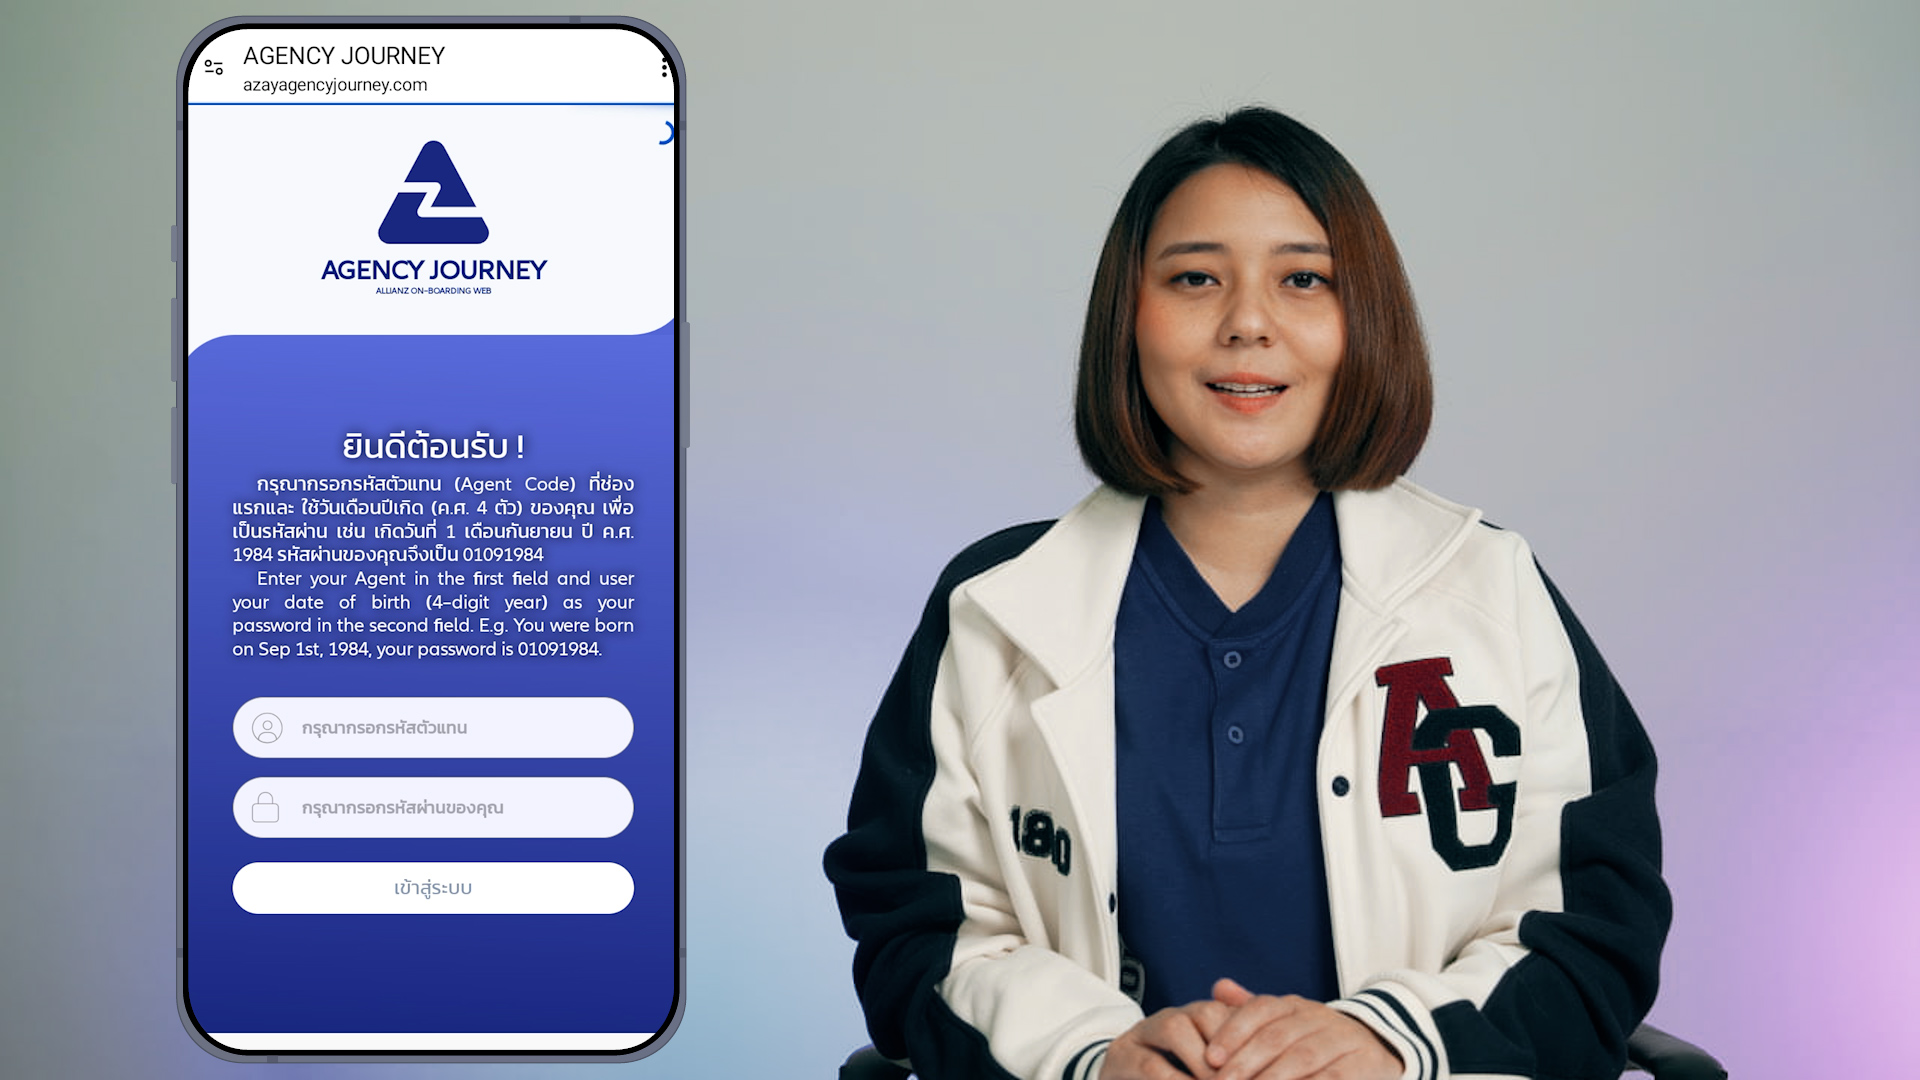 AGENCY JOURNEY
azayagencyjourney.com
AGENCY JOURNEY
ALLIANZ ON-BOARDING WEB
ยินดีต้อนรับ !
กรุณากรอกรหัสตัวแทน (Agent Code) ที่ช่อง
แรกและ ใช้วันเดือนปีเกิด (ค.ศ. 4 ตัว) ของคุณ เพื่อ
เป็นรหัสผ่าน เช่น เกิดวันที่ 1 เดือนกันยายน ปี ค.ศ.
1984 รหัสผ่านของคุณจึงเป็น 01091984
Enter your Agent in the first field and user
your date of birth (4-digit year) as your
password in the second field. E.g. You were born
on Sep 1st, 1984, your password is 01091984.
กรุณากรอกรหัสตัวแทน
กรุณากรอกรหัสผ่านของคุณ
เข้าสู่ระบบ
AG
180